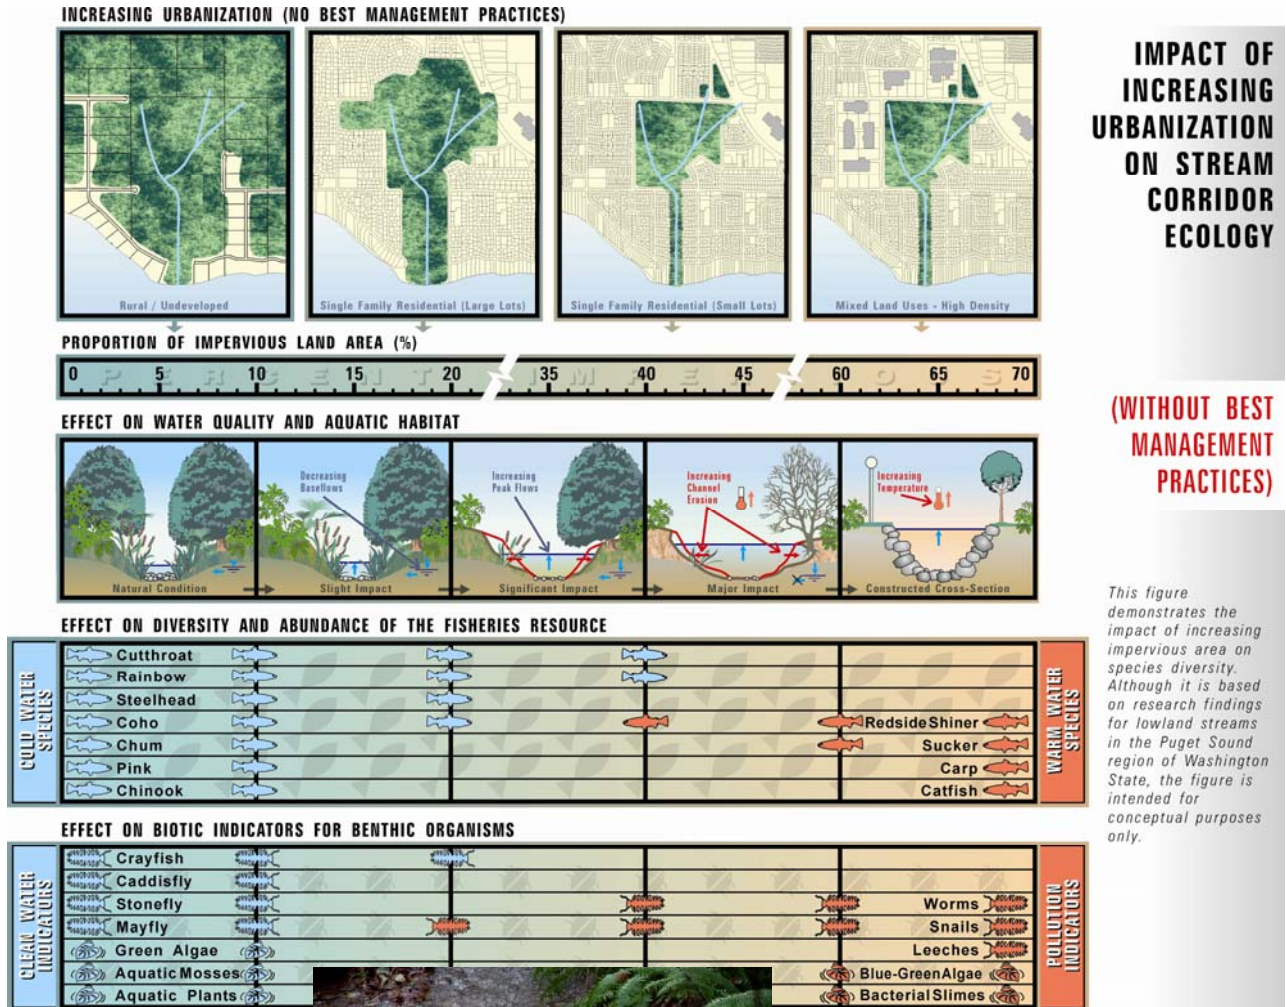 INCREASING URBANIZATION (NO BEST MANAGEMENT PRACTICES)
Rural / Undeveloped
Single Family Residential (Large Lots)
Single Family Residential (Small Lots)
Mixed Land Uses - High Density
IMPACT OF
INCREASING
URBANIZATION
ON STREAM
CORRIDOR
ECOLOGY
PROPORTION OF IMPERVIOUS LAND AREA (%)
0 5 10 15 20 35 40 45 60 65 70
(WITHOUT BEST
MANAGEMENT
PRACTICES)
EFFECT ON WATER QUALITY AND AQUATIC HABITAT
Decreasing
Baseflows
Increasing
Peak Flows
Increasing
Channel
Erosion
Increasing
Temperature
Natural Condition
Slight Impact
Significant Impact
Major Impact
Constructed Cross-Section
This figure
demonstrates the
impact of increasing
impervious area on
species diversity.
Although it is based
on research findings
for lowland streams
in the Puget Sound
region of Washington
State, the figure is
intended for
conceptual purposes
only.
EFFECT ON DIVERSITY AND ABUNDANCE OF THE FISHERIES RESOURCE
COLD WATER
SPECIES
Cutthroat
Rainbow
Steelhead
Coho
Chum
Pink
Chinook
Redside Shiner
Sucker
Carp
Catfish
WARM WATER
SPECIES
EFFECT ON BIOTIC INDICATORS FOR BENTHIC ORGANISMS
CLEAN WATER
INDICATORS
Crayfish
Caddisfly
Stonefly
Mayfly
Green Algae
Aquatic Mosses
Aquatic Plants
Worms
Snails
Leeches
Blue-Green Algae
Bacterial Slimes
POLLUTION
INDICATORS